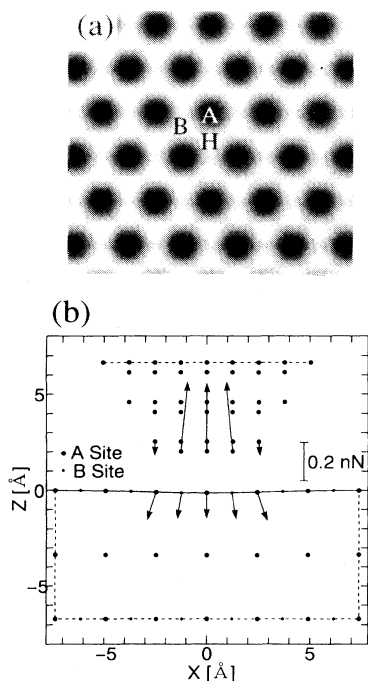 (a)
A
B
H
(b)
5
A Site
B Site
0.2 nN
0
Z [Å]
-5
-5 0 5
X [Å]